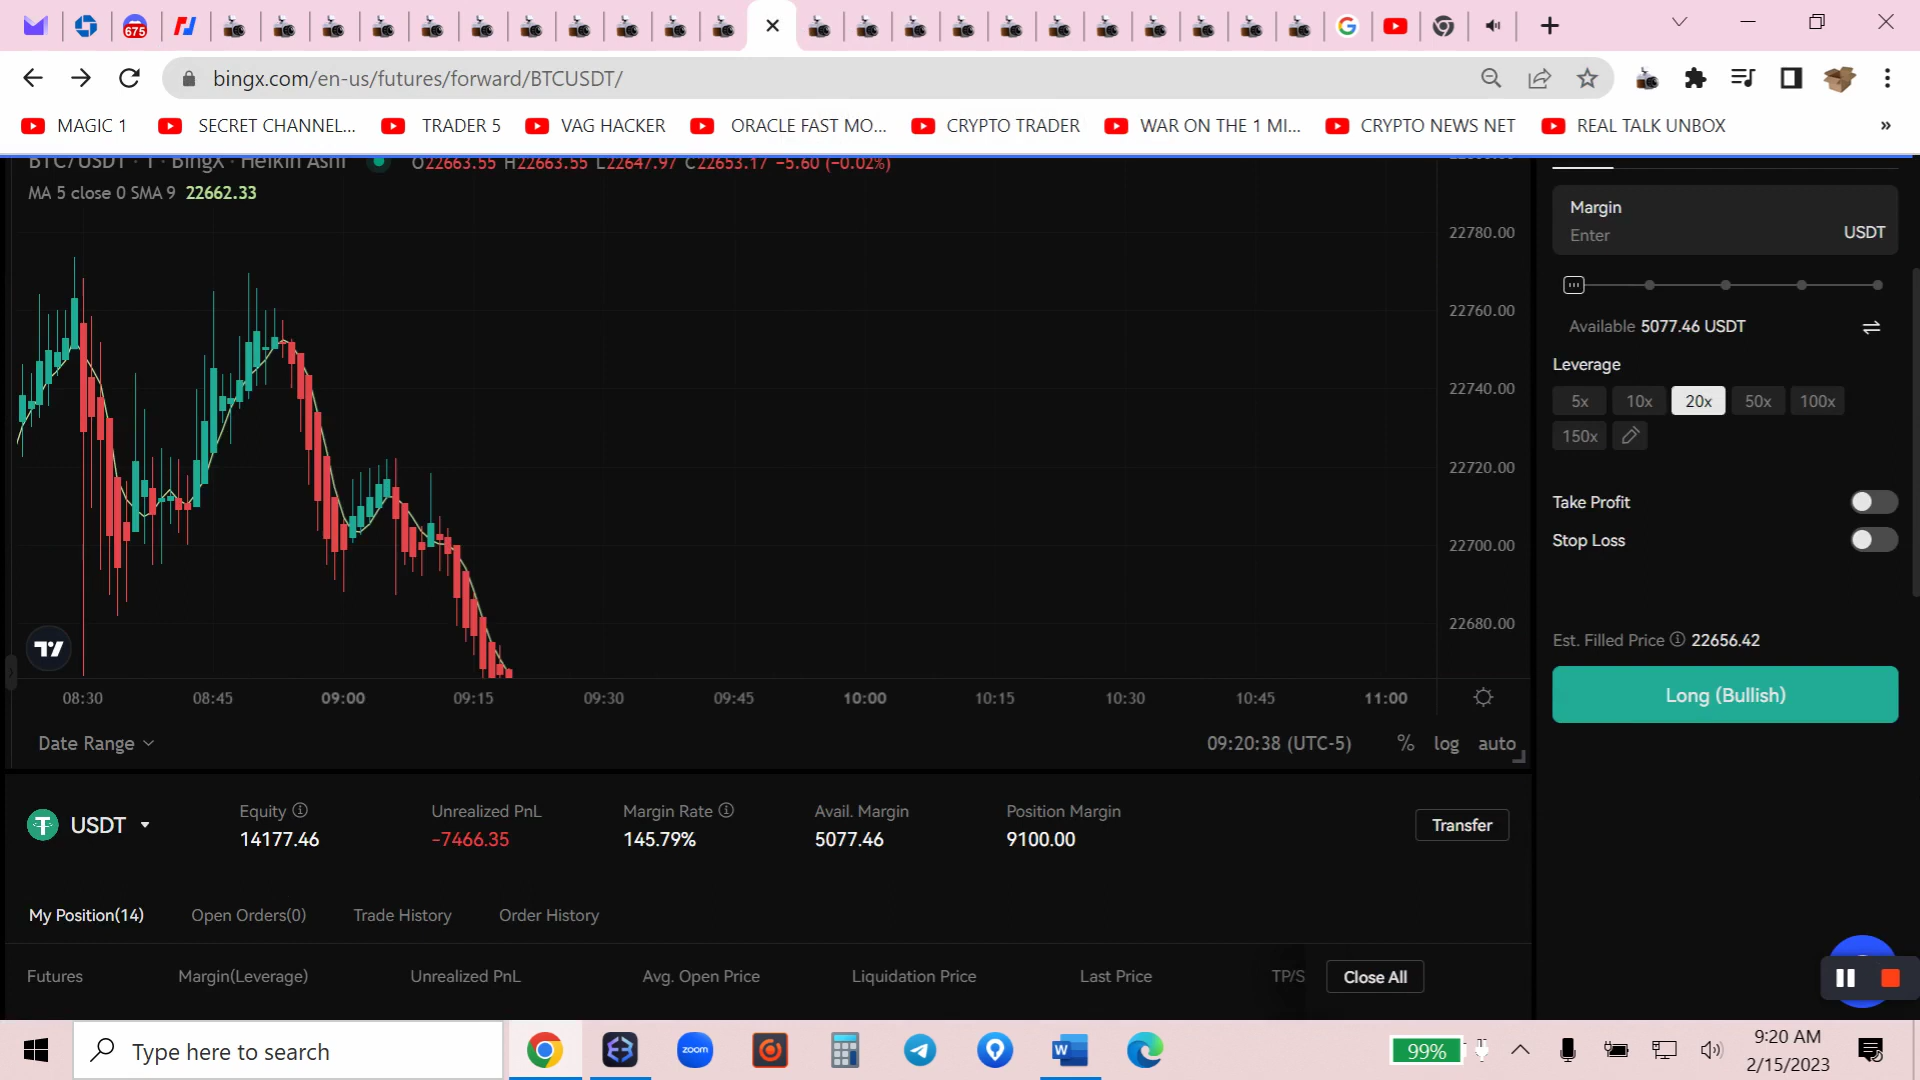 675
bingx.com/en-us/futures/forward/BTCUSDT/
MAGIC 1
SECRET CHANNEL...
TRADER 5
VAG HACKER
ORACLE FAST MO...
CRYPTO TRADER
WAR ON THE 1 MI...
CRYPTO NEWS NET
REAL TALK UNBOX
»
BTC/USDT · 1 · BingX · Heikin Ashi O22663.55 H22663.55 L22647.97 C22653.17 -5.60 (-0.02%)
MA 5 close 0 SMA 9 22662.33
22780.00
22760.00
22740.00
22720.00
22700.00
22680.00
08:30 08:45 09:00 09:15 09:30 09:45 10:00 10:15 10:30 10:45 11:00
Date Range
09:20:38 (UTC-5) % log auto
Margin
Enter USDT
Available 5077.46 USDT
Leverage
5x 10x 20x 50x 100x
150x
Take Profit
Stop Loss
Est. Filled Price 22656.42
Long (Bullish)
USDT
Equity
14177.46
Unrealized PnL
-7466.35
Margin Rate
145.79%
Avail. Margin
5077.46
Position Margin
9100.00
Transfer
My Position(14) Open Orders(0) Trade History Order History
Futures Margin(Leverage) Unrealized PnL Avg. Open Price Liquidation Price Last Price TP/S Close All
Type here to search
zoom
99%
9:20 AM
2/15/2023